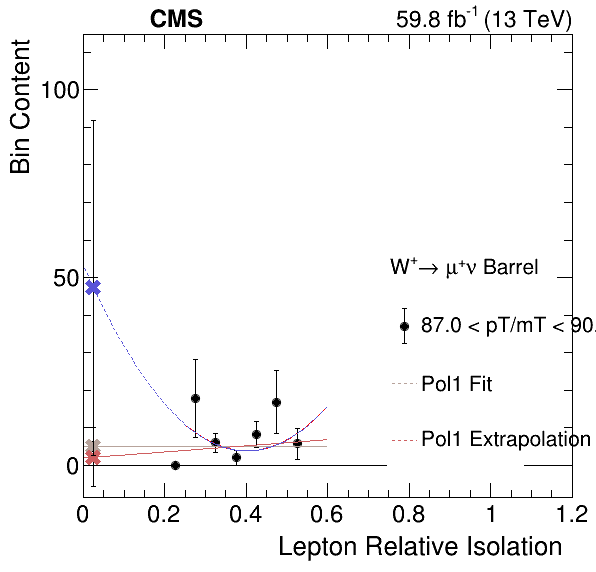 CMS 59.8 fb⁻¹ (13 TeV)
Bin Content
100
50
0
W⁺→ μ⁺ν Barrel
87.0 < pT/mT < 90.
Pol1 Fit
Pol1 Extrapolation
0 0.2 0.4 0.6 0.8 1 1.2
Lepton Relative Isolation